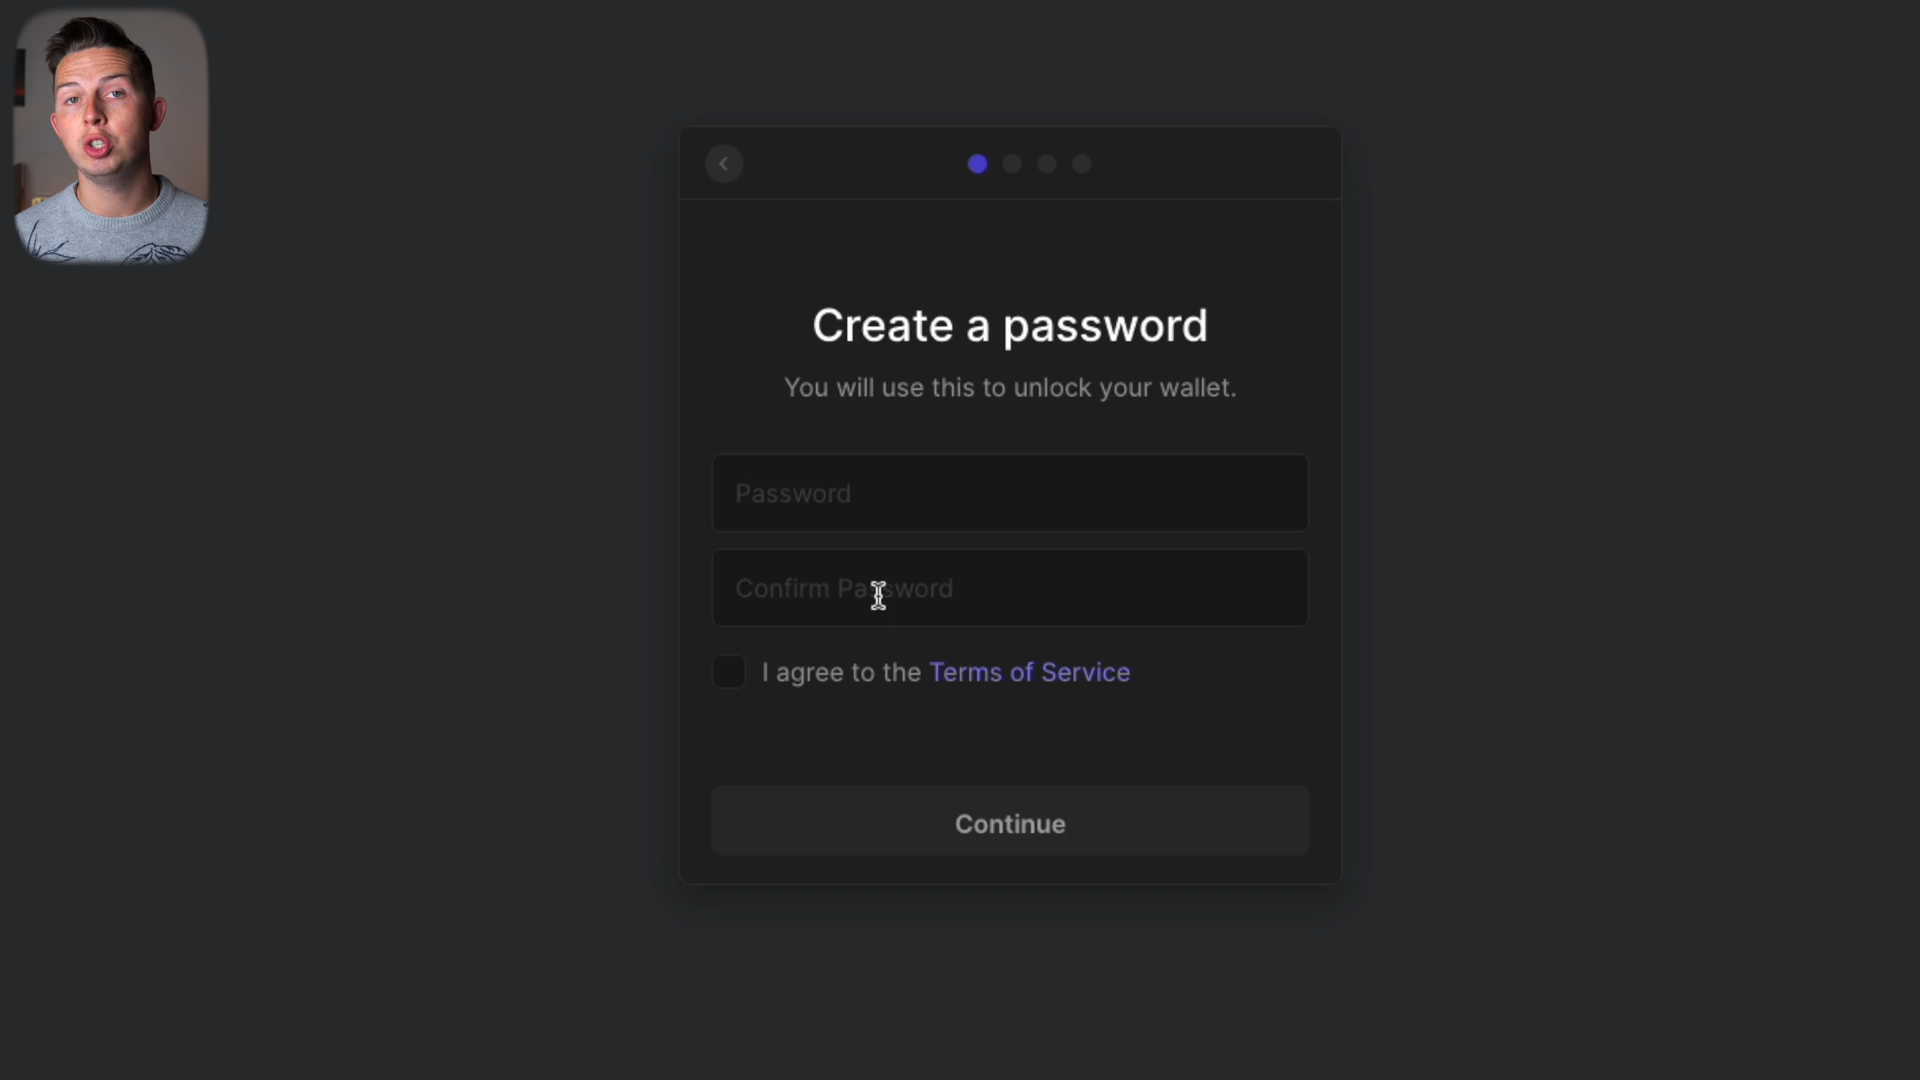 Create a password
You will use this to unlock your wallet.
Password
Confirm Password
I agree to the Terms of Service
Continue